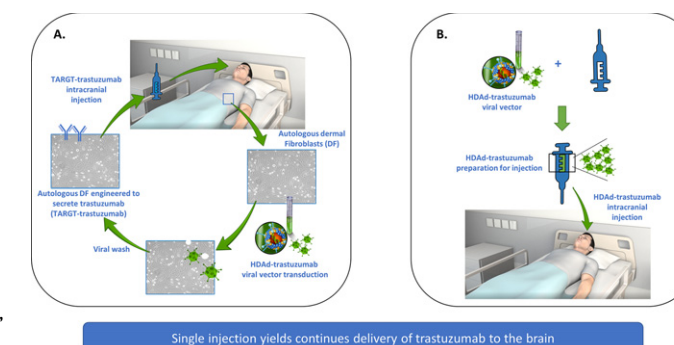 A.
TARGT-trastuzumab
intracranial
injection
Autologous dermal
Fibroblasts (DF)
Autologous DF engineered to
secrete trastuzumab
(TARGT-trastuzumab)
Viral wash
HDAd-trastuzumab
viral vector transduction
B.
+
HDAd-trastuzumab
viral vector
HDAd-trastuzumab
preparation for injection
HDAd-trastuzumab
intracranial
injection
,
Single injection yields continues delivery of trastuzumab to the brain